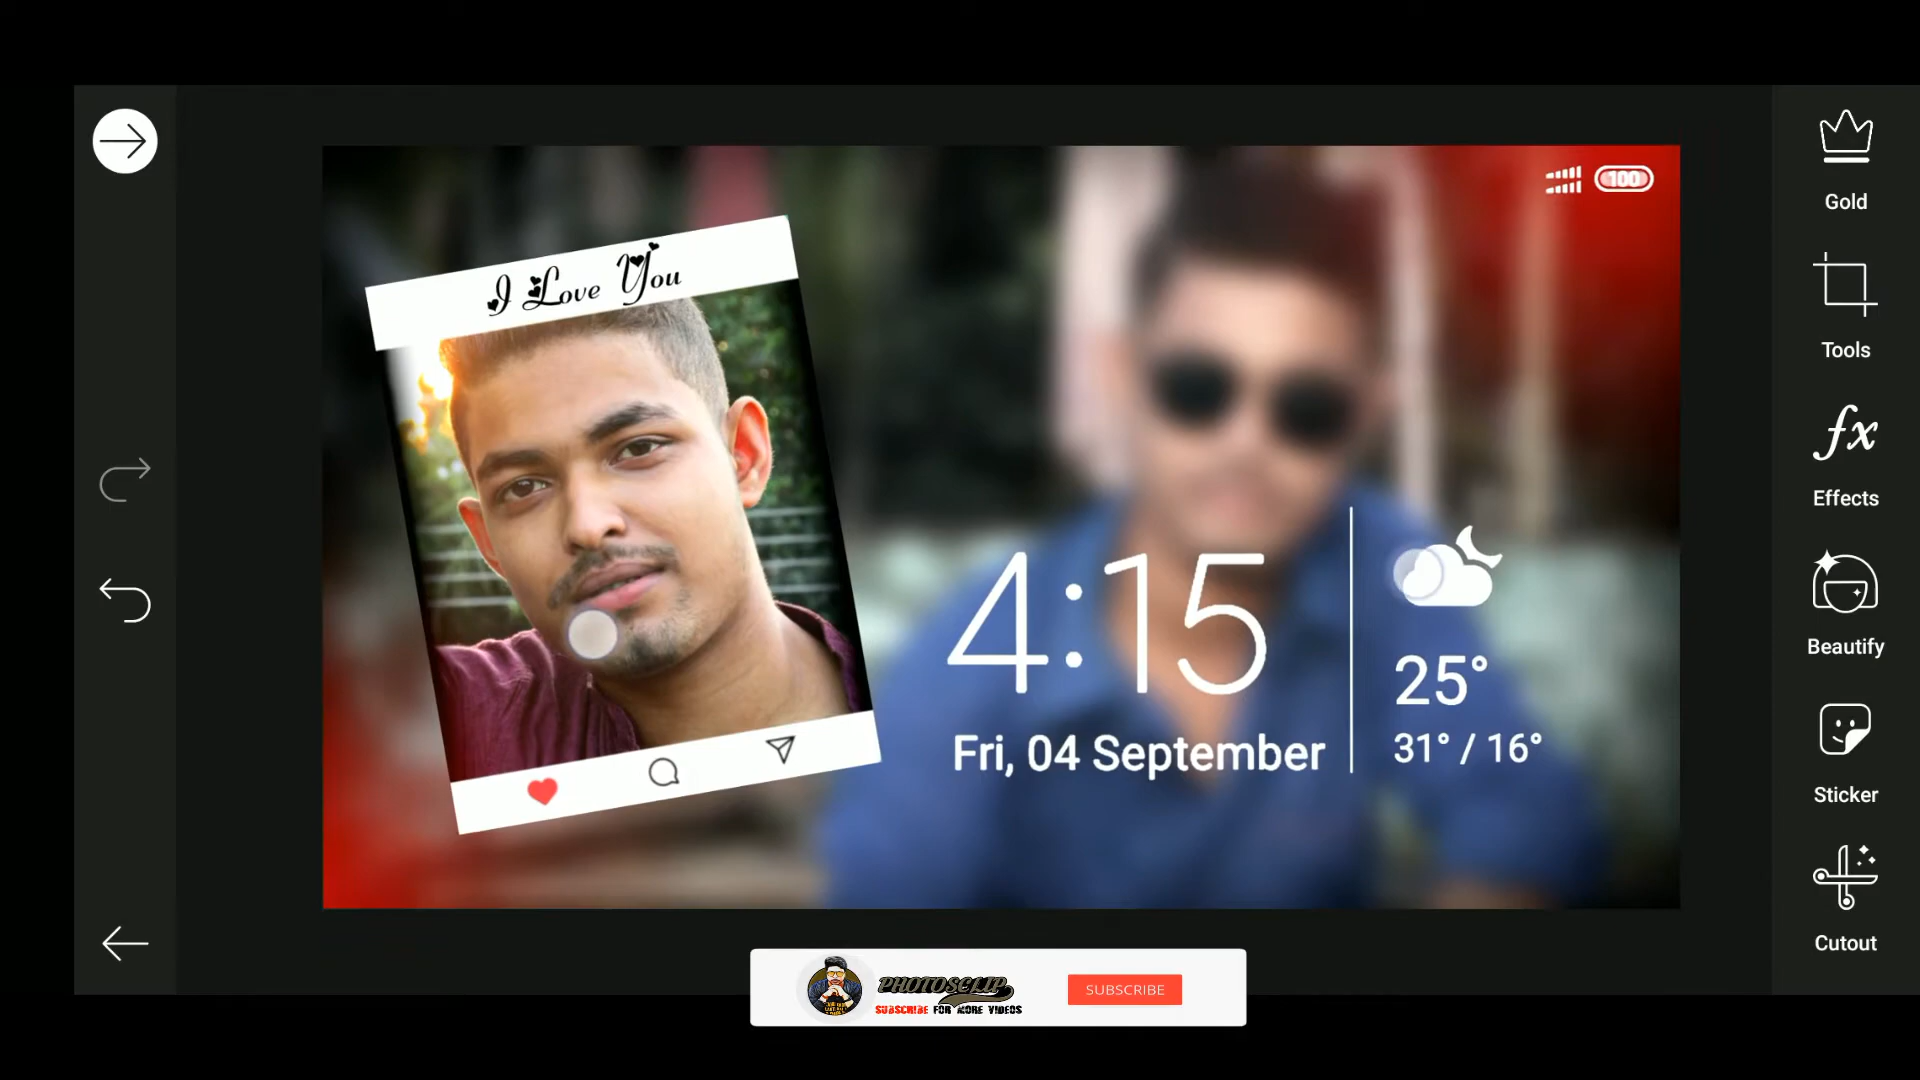 100
I Love You
4:15
Fri, 04 September
25°
31° / 16°
Gold
Tools
fx
Effects
Beautify
Sticker
Cutout
PHOTOSCLIP
SUBSCRIBE FOR MORE VIDEOS
SUBSCRIBE